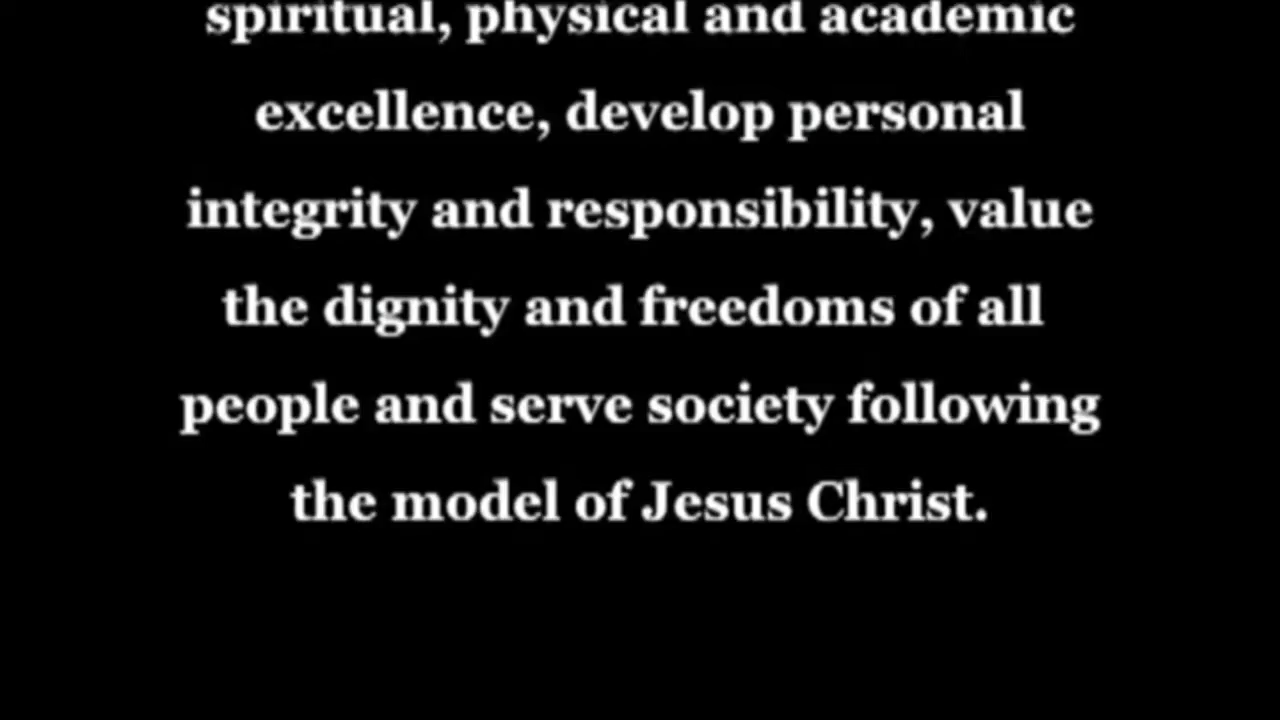 spiritual, physical and academic
excellence, develop personal
integrity and responsibility, value
the dignity and freedoms of all
people and serve society following
the model of Jesus Christ.